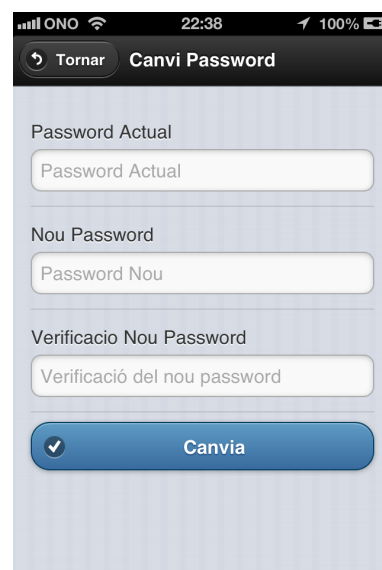 ONO 22:38 100%
Tornar Canvi Password
Password Actual
Password Actual
Nou Password
Password Nou
Verificacio Nou Password
Verificació del nou password
Canvia